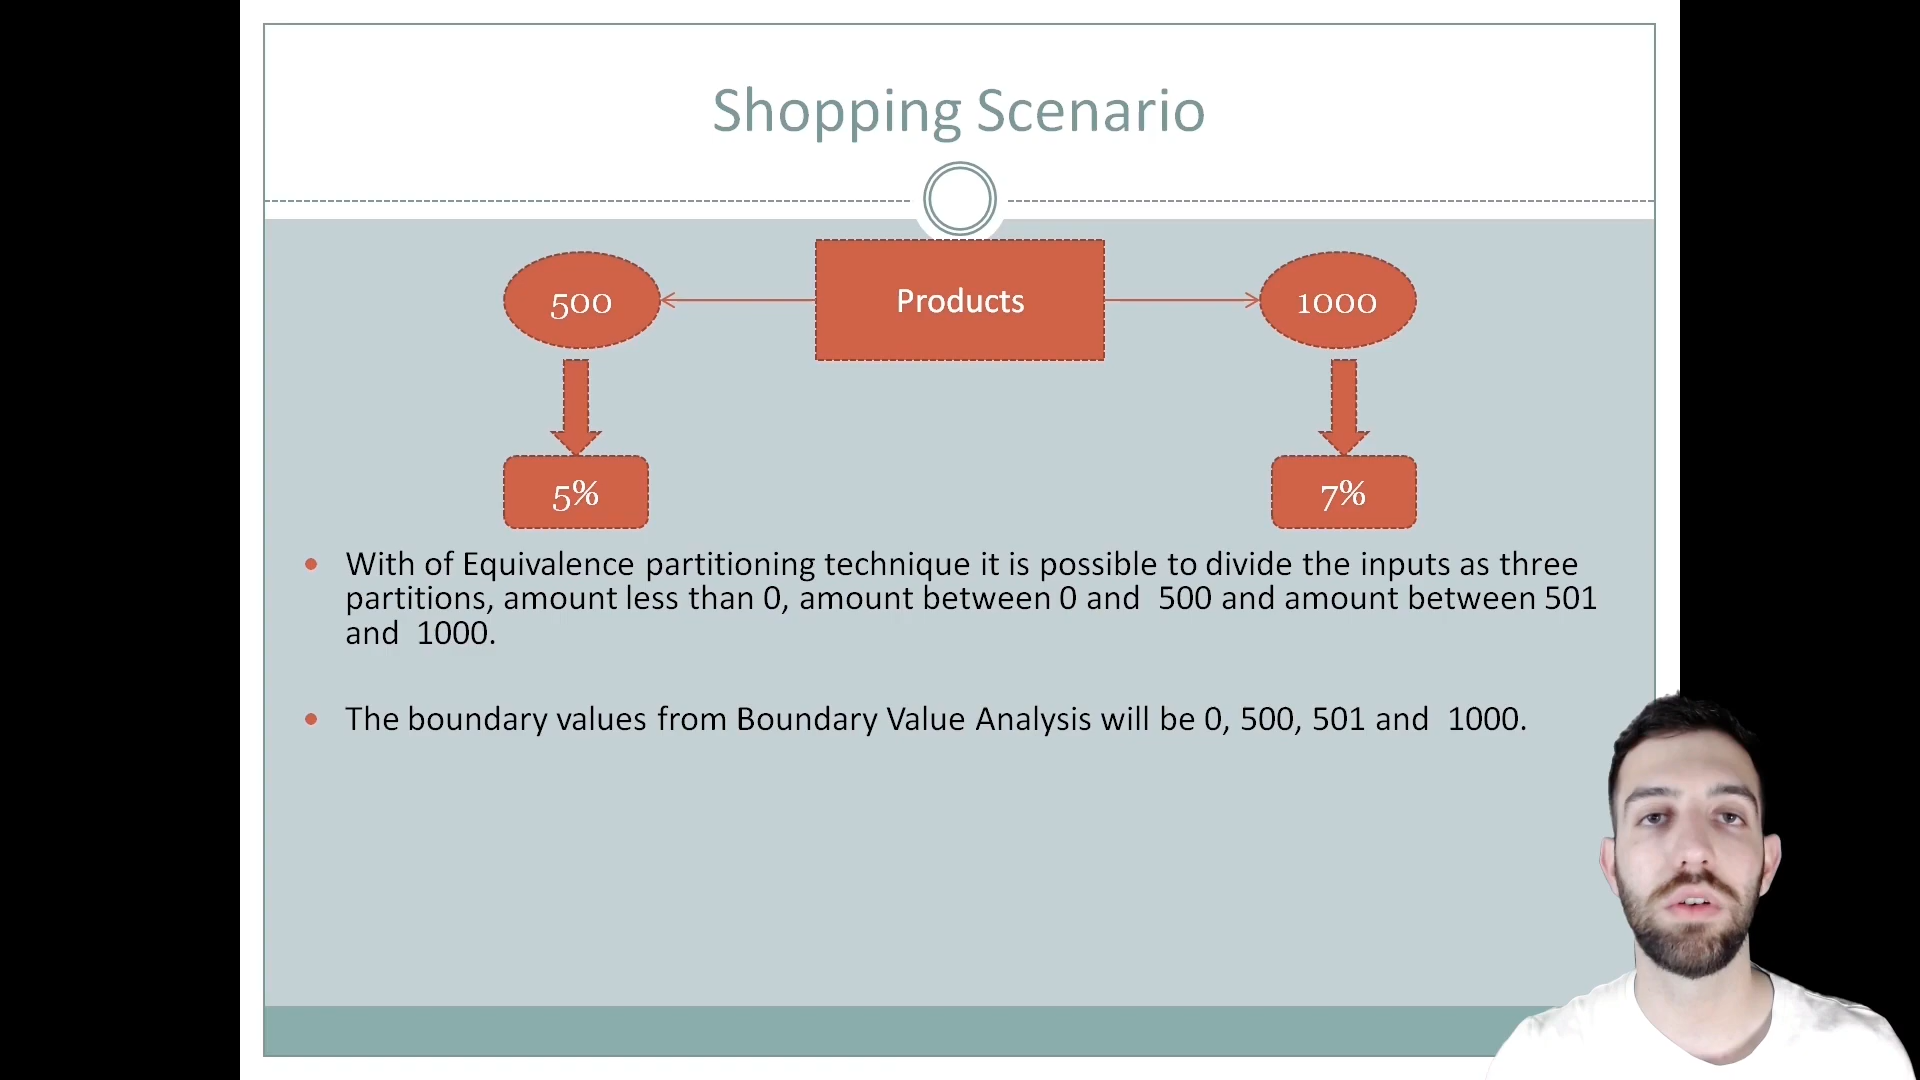 Shopping Scenario
500
Products
1000
5%
7%
With of Equivalence partitioning technique it is possible to divide the inputs as three
partitions, amount less than 0, amount between 0 and  500 and amount between 501
and  1000.
The boundary values from Boundary Value Analysis will be 0, 500, 501 and  1000.